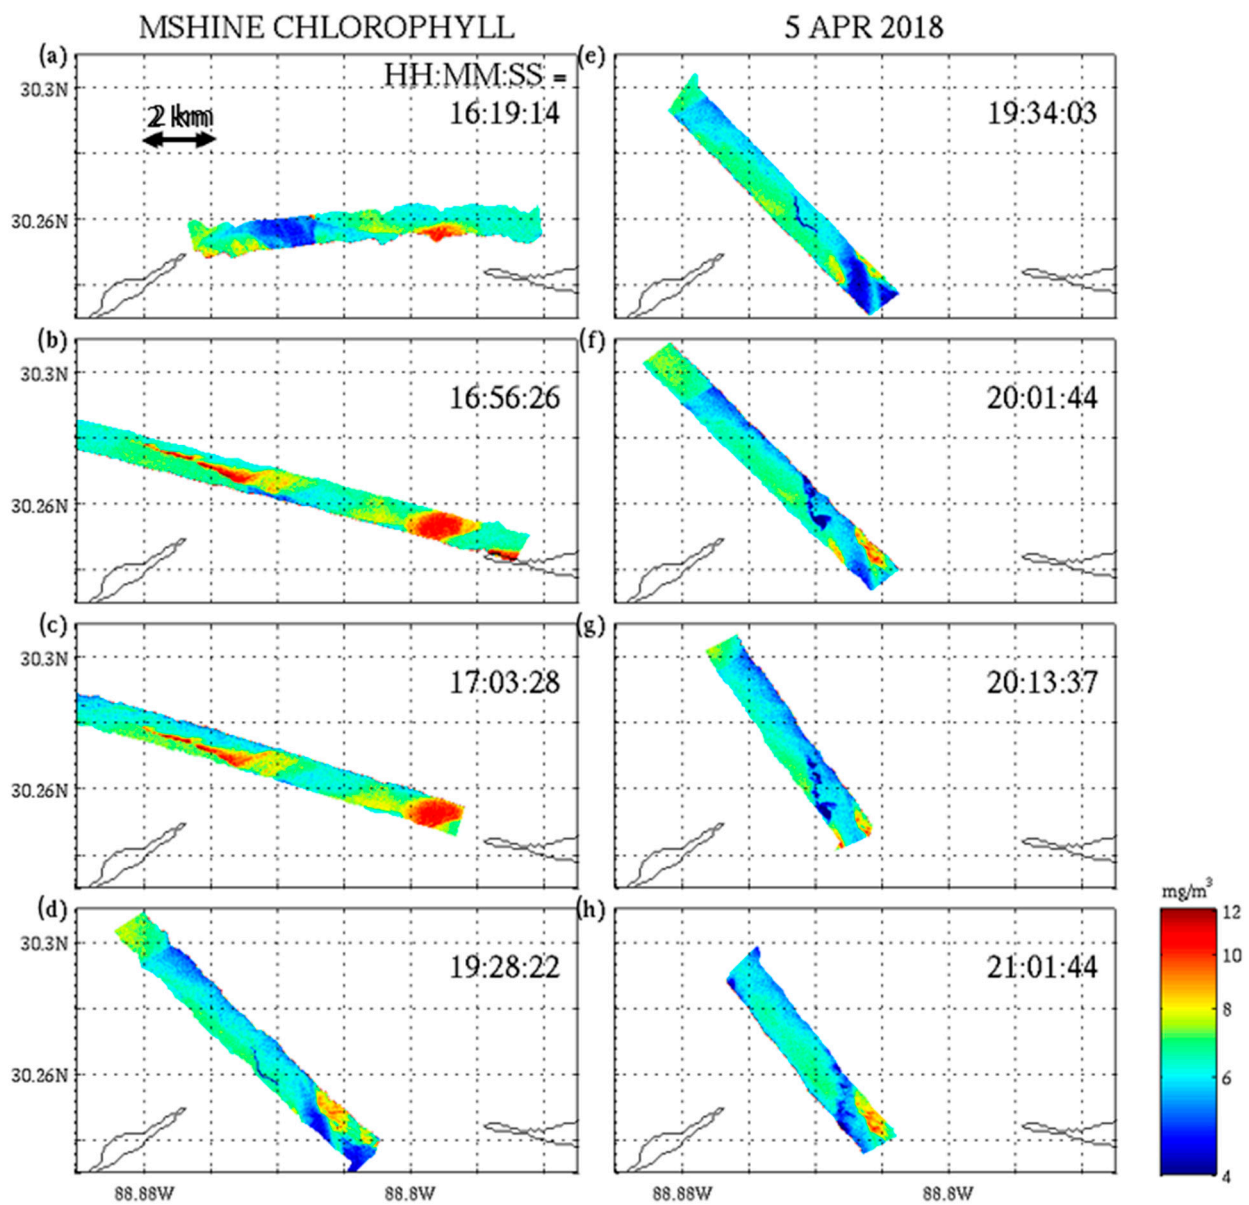 MSHINE CHLOROPHYLL
5 APR 2018
(a)
HH:MM:SS =
16:19:14
2 km
30.3N
30.26N
(e)
19:34:03
(b)
16:56:26
30.3N
30.26N
(f)
20:01:44
(c)
17:03:28
30.3N
30.26N
(g)
20:13:37
(d)
19:28:22
30.3N
30.26N
88.88W
88.8W
(h)
21:01:44
88.88W
88.8W
mg/m³
12
10
8
6
4